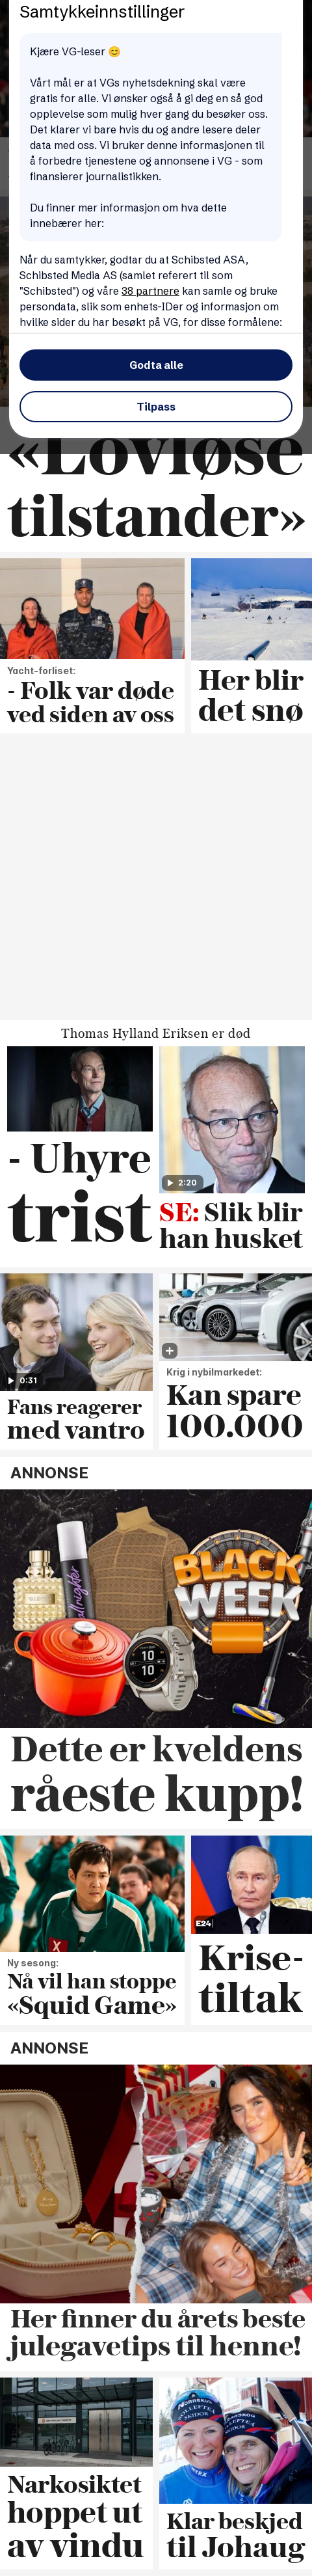 Samtykkeinnstillinger
Kjære VG-leser 😊
Vårt mål er at VGs nyhetsdekning skal være
gratis for alle. Vi ønsker også å gi deg en så god
opplevelse som mulig hver gang du besøker oss.
Det klarer vi bare hvis du og andre lesere deler
data med oss. Vi bruker denne informasjonen til
å forbedre tjenestene og annonsene i VG - som
finansierer journalistikken.
Du finner mer informasjon om hva dette
innebærer her:
Når du samtykker, godtar du at Schibsted ASA,
Schibsted Media AS (samlet referert til som
"Schibsted") og våre 38 partnere kan samle og bruke
persondata, slik som enhets-IDer og informasjon om
hvilke sider du har besøkt på VG, for disse formålene:
Godta alle
Tilpass
«Lovløse
tilstander»
Yacht-forliset:
- Folk var døde
ved siden av oss
Her blir
det snø
Thomas Hylland Eriksen er død
- Uhyre
trist
2:20
SE: Slik blir
han husket
0:31
Fans reagerer
med vantro
Krig i nybilmarkedet:
Kan spare
100.000
ANNONSE
BLACK
WEEK
10
10
Dette er kveldens
råeste kupp!
Ny sesong:
Nå vil han stoppe
«Squid Game»
E24
Krise-
tiltak
ANNONSE
Her finner du årets beste
julegavetips til henne!
Narkosiktet
hoppet ut
av vindu
Klar beskjed
til Johaug